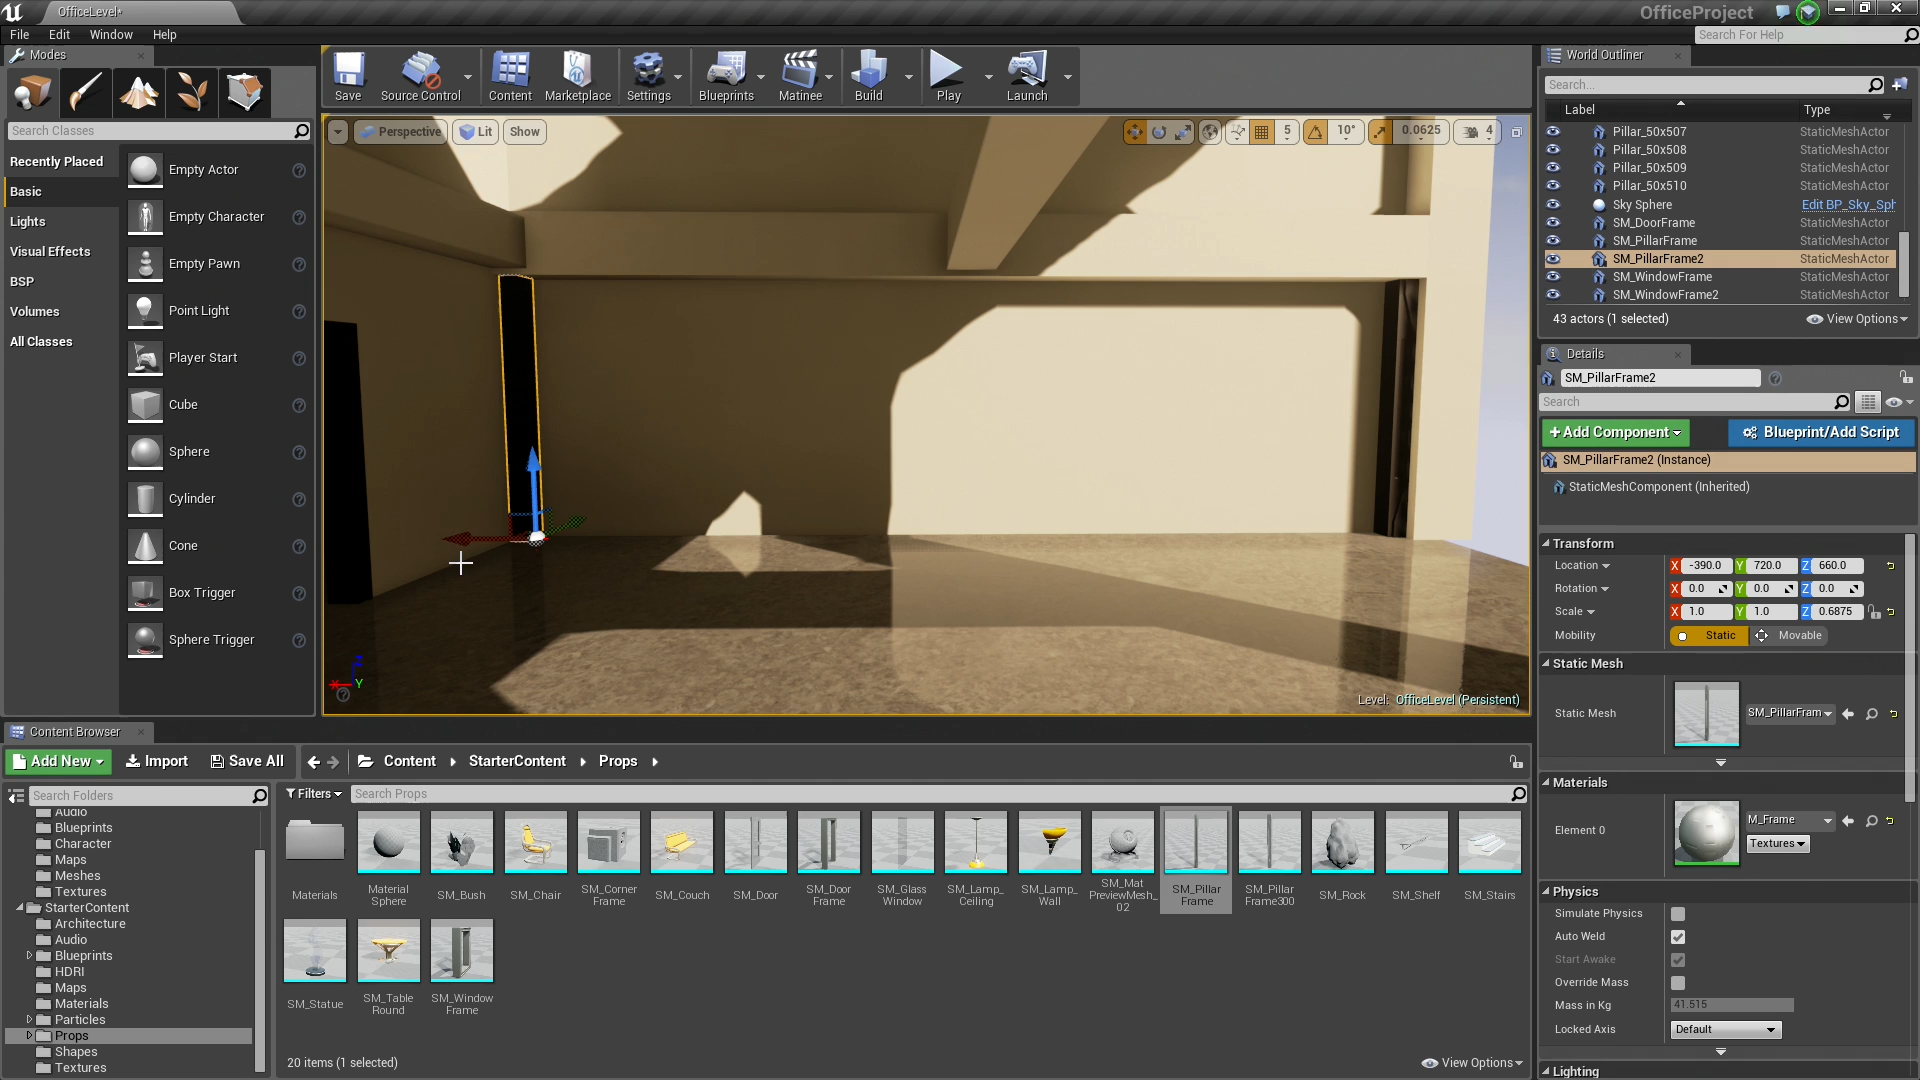 OfficeLevel*
OfficeProject
File
Edit
Window
Help
Search For Help
Modes
Search Classes
Recently Placed
Basic
Lights
Visual Effects
BSP
Volumes
All Classes
Empty Actor
Empty Character
Empty Pawn
Point Light
Player Start
Cube
Sphere
Cylinder
Cone
Box Trigger
Sphere Trigger
Save
Source Control
Content
Marketplace
Settings
Blueprints
Matinee
Build
Play
Launch
Perspective
Lit
Show
5
10°
0.0625
4
Z
X
Y
Level: OfficeLevel (Persistent)
World Outliner
Search...
Label
Type
Pillar_50x507 StaticMeshActor
Pillar_50x508 StaticMeshActor
Pillar_50x509 StaticMeshActor
Pillar_50x510 StaticMeshActor
Sky Sphere Edit BP_Sky_Sph
SM_DoorFrame StaticMeshActor
SM_PillarFrame StaticMeshActor
SM_PillarFrame2 StaticMeshActor
SM_WindowFrame StaticMeshActor
SM_WindowFrame2 StaticMeshActor
43 actors (1 selected)
View Options
Details
SM_PillarFrame2
Search
+ Add Component
Blueprint/Add Script
SM_PillarFrame2 (Instance)
StaticMeshComponent (Inherited)
Transform
Location X -390.0 Y 720.0 Z 660.0
Rotation X 0.0 Y 0.0 Z 0.0
Scale X 1.0 Y 1.0 Z 0.6875
Mobility Static Movable
Static Mesh
Static Mesh SM_PillarFram
Materials
Element 0
M_Frame
Textures
Physics
Simulate Physics
Auto Weld
Start Awake
Override Mass
Mass in Kg 41.515
Locked Axis Default
Lighting
Content Browser
Add New
Import
Save All
Content
StarterContent
Props
Search Folders
Audio
Blueprints
Character
Maps
Meshes
Textures
StarterContent
Architecture
Audio
Blueprints
HDRI
Maps
Materials
Particles
Props
Shapes
Textures
Filters
Search Props
Materials
Material
Sphere
SM_Bush
SM_Chair
SM_Corner
Frame
SM_Couch
SM_Door
SM_Door
Frame
SM_Glass
Window
SM_Lamp_
Ceiling
SM_Lamp_
Wall
SM_Mat
PreviewMesh_
02
SM_Pillar
Frame
SM_Pillar
Frame300
SM_Rock
SM_Shelf
SM_Stairs
SM_Statue
SM_Table
Round
SM_Window
Frame
20 items (1 selected)
View Options